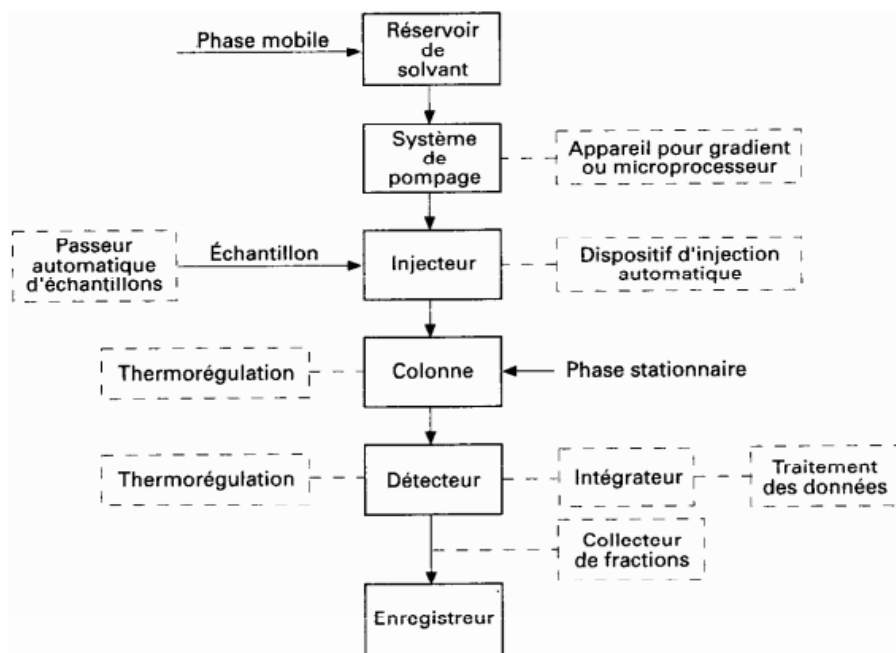 Phase mobile
Réservoir
de
solvant
Système
de
pompage
Appareil pour gradient
ou microprocesseur
Passeur
automatique
d'échantillons
Échantillon
Injecteur
Dispositif d'injection
automatique
Thermorégulation
Colonne
Phase stationnaire
Thermorégulation
Détecteur
Intégrateur
Traitement
des données
Collecteur
de fractions
Enregistreur